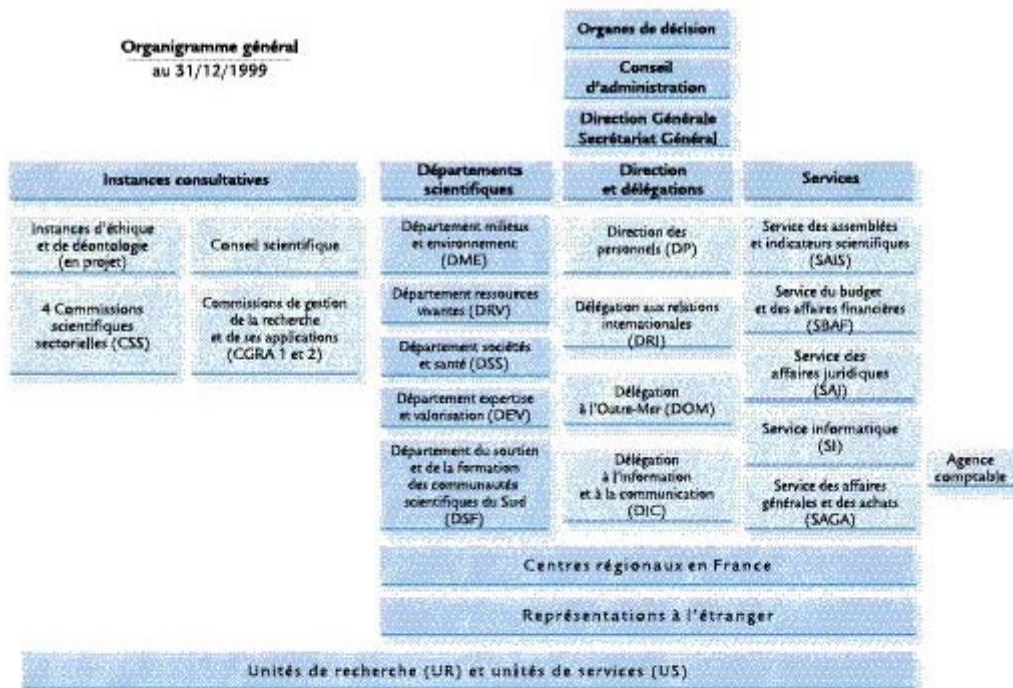 Organigramme général
au 31/12/1999
Organes de décision
Conseil
d'administration
Direction Générale
Secrétariat Général
Instances consultatives
Instances d'échique
et de déontologie
(en projet)
Conseil scientifique
4 Commissions
scientifiques
sectorielles (CSS)
Commissions de gestion
de la recherche
et de ses applications
(CGRA 1 et 2)
Départements
scientifiques
Département milieux
et environnement
(DME)
Département ressources
vivantes (DRV)
Département sociétés
et santé (DSS)
Département expertise
et valorisation (DEV)
Département du soutien
et de la formation
des communautés
scientifiques du Sud
(DSF)
Direction
et délégations
Direction des
personnels (DP)
Délégation aux relations
internationales
(DRI)
Délégation
à l'Outre-Mer (DOM)
Délégation
à l'information
et à la communication
(DIC)
Services
Service des assemblées
et indicateurs scientifiques
(SAIS)
Service du budget
et des affaires financières
(SBAF)
Service des
affaires juridiques
(SAJ)
Service informatique
(SI)
Service des affaires
générales et des achats
(SAGA)
Agence
comptable
Centres régionaux en France
Représentations à l'étranger
Unités de recherche (UR) et unités de services (US)